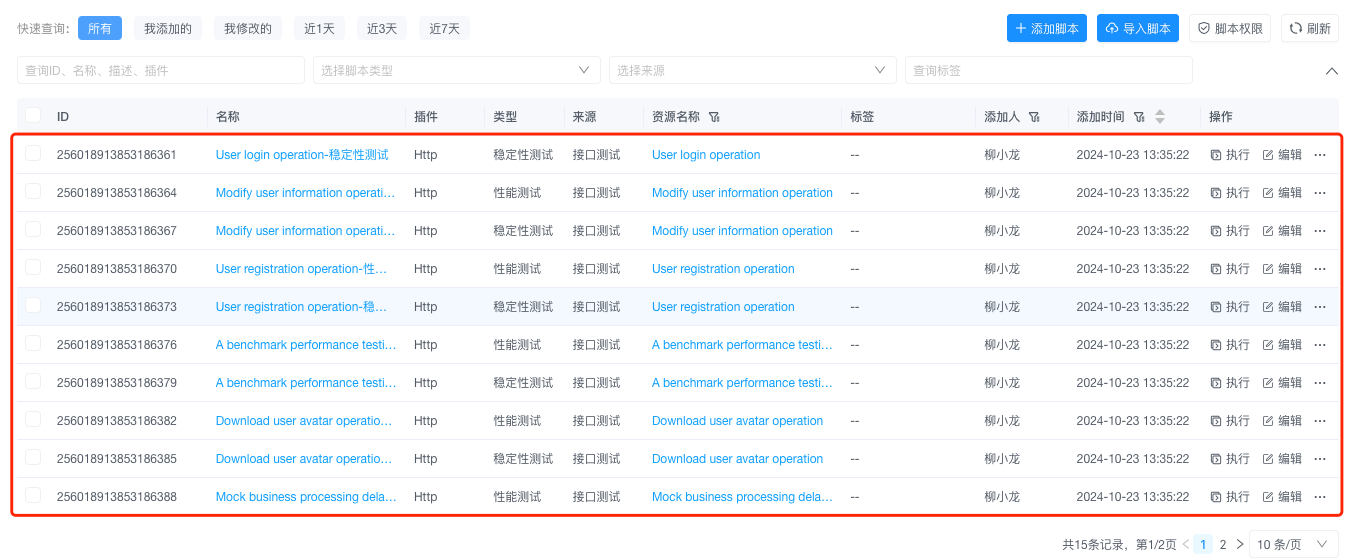 快速查询: 所有 我添加的 我修改的 近1天 近3天 近7天 添加脚本 导入脚本 脚本权限 刷新
查询ID、名称、描述、插件 选择脚本类型 选择来源 查询标签
ID 名称 插件 类型 来源 资源名称 标签 添加人 添加时间 操作
256018913853186361 User login operation-稳定性测试 Http 稳定性测试 接口测试 User login operation -- 柳小龙 2024-10-23 13:35:22 执行 编辑 ...
256018913853186364 Modify user information operati... Http 性能测试 接口测试 Modify user information operation -- 柳小龙 2024-10-23 13:35:22 执行 编辑 ...
256018913853186367 Modify user information operati... Http 稳定性测试 接口测试 Modify user information operation -- 柳小龙 2024-10-23 13:35:22 执行 编辑 ...
256018913853186370 User registration operation-性... Http 性能测试 接口测试 User registration operation -- 柳小龙 2024-10-23 13:35:22 执行 编辑 ...
256018913853186373 User registration operation-稳... Http 稳定性测试 接口测试 User registration operation -- 柳小龙 2024-10-23 13:35:22 执行 编辑 ...
256018913853186376 A benchmark performance testi... Http 性能测试 接口测试 A benchmark performance testi... -- 柳小龙 2024-10-23 13:35:22 执行 编辑 ...
256018913853186379 A benchmark performance testi... Http 稳定性测试 接口测试 A benchmark performance testi... -- 柳小龙 2024-10-23 13:35:22 执行 编辑 ...
256018913853186382 Download user avatar operatio... Http 性能测试 接口测试 Download user avatar operation -- 柳小龙 2024-10-23 13:35:22 执行 编辑 ...
256018913853186385 Download user avatar operatio... Http 稳定性测试 接口测试 Download user avatar operation -- 柳小龙 2024-10-23 13:35:22 执行 编辑 ...
256018913853186388 Mock business processing dela... Http 性能测试 接口测试 Mock business processing dela... -- 柳小龙 2024-10-23 13:35:22 执行 编辑 ...
共15条记录，第1/2页 < 1 2 > 10 条/页